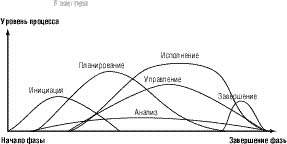 Уровень процесса
Исполнение
Планирование
Управление
Инициация
Завершение
Анализ
Начало фазы
Завершение фазы